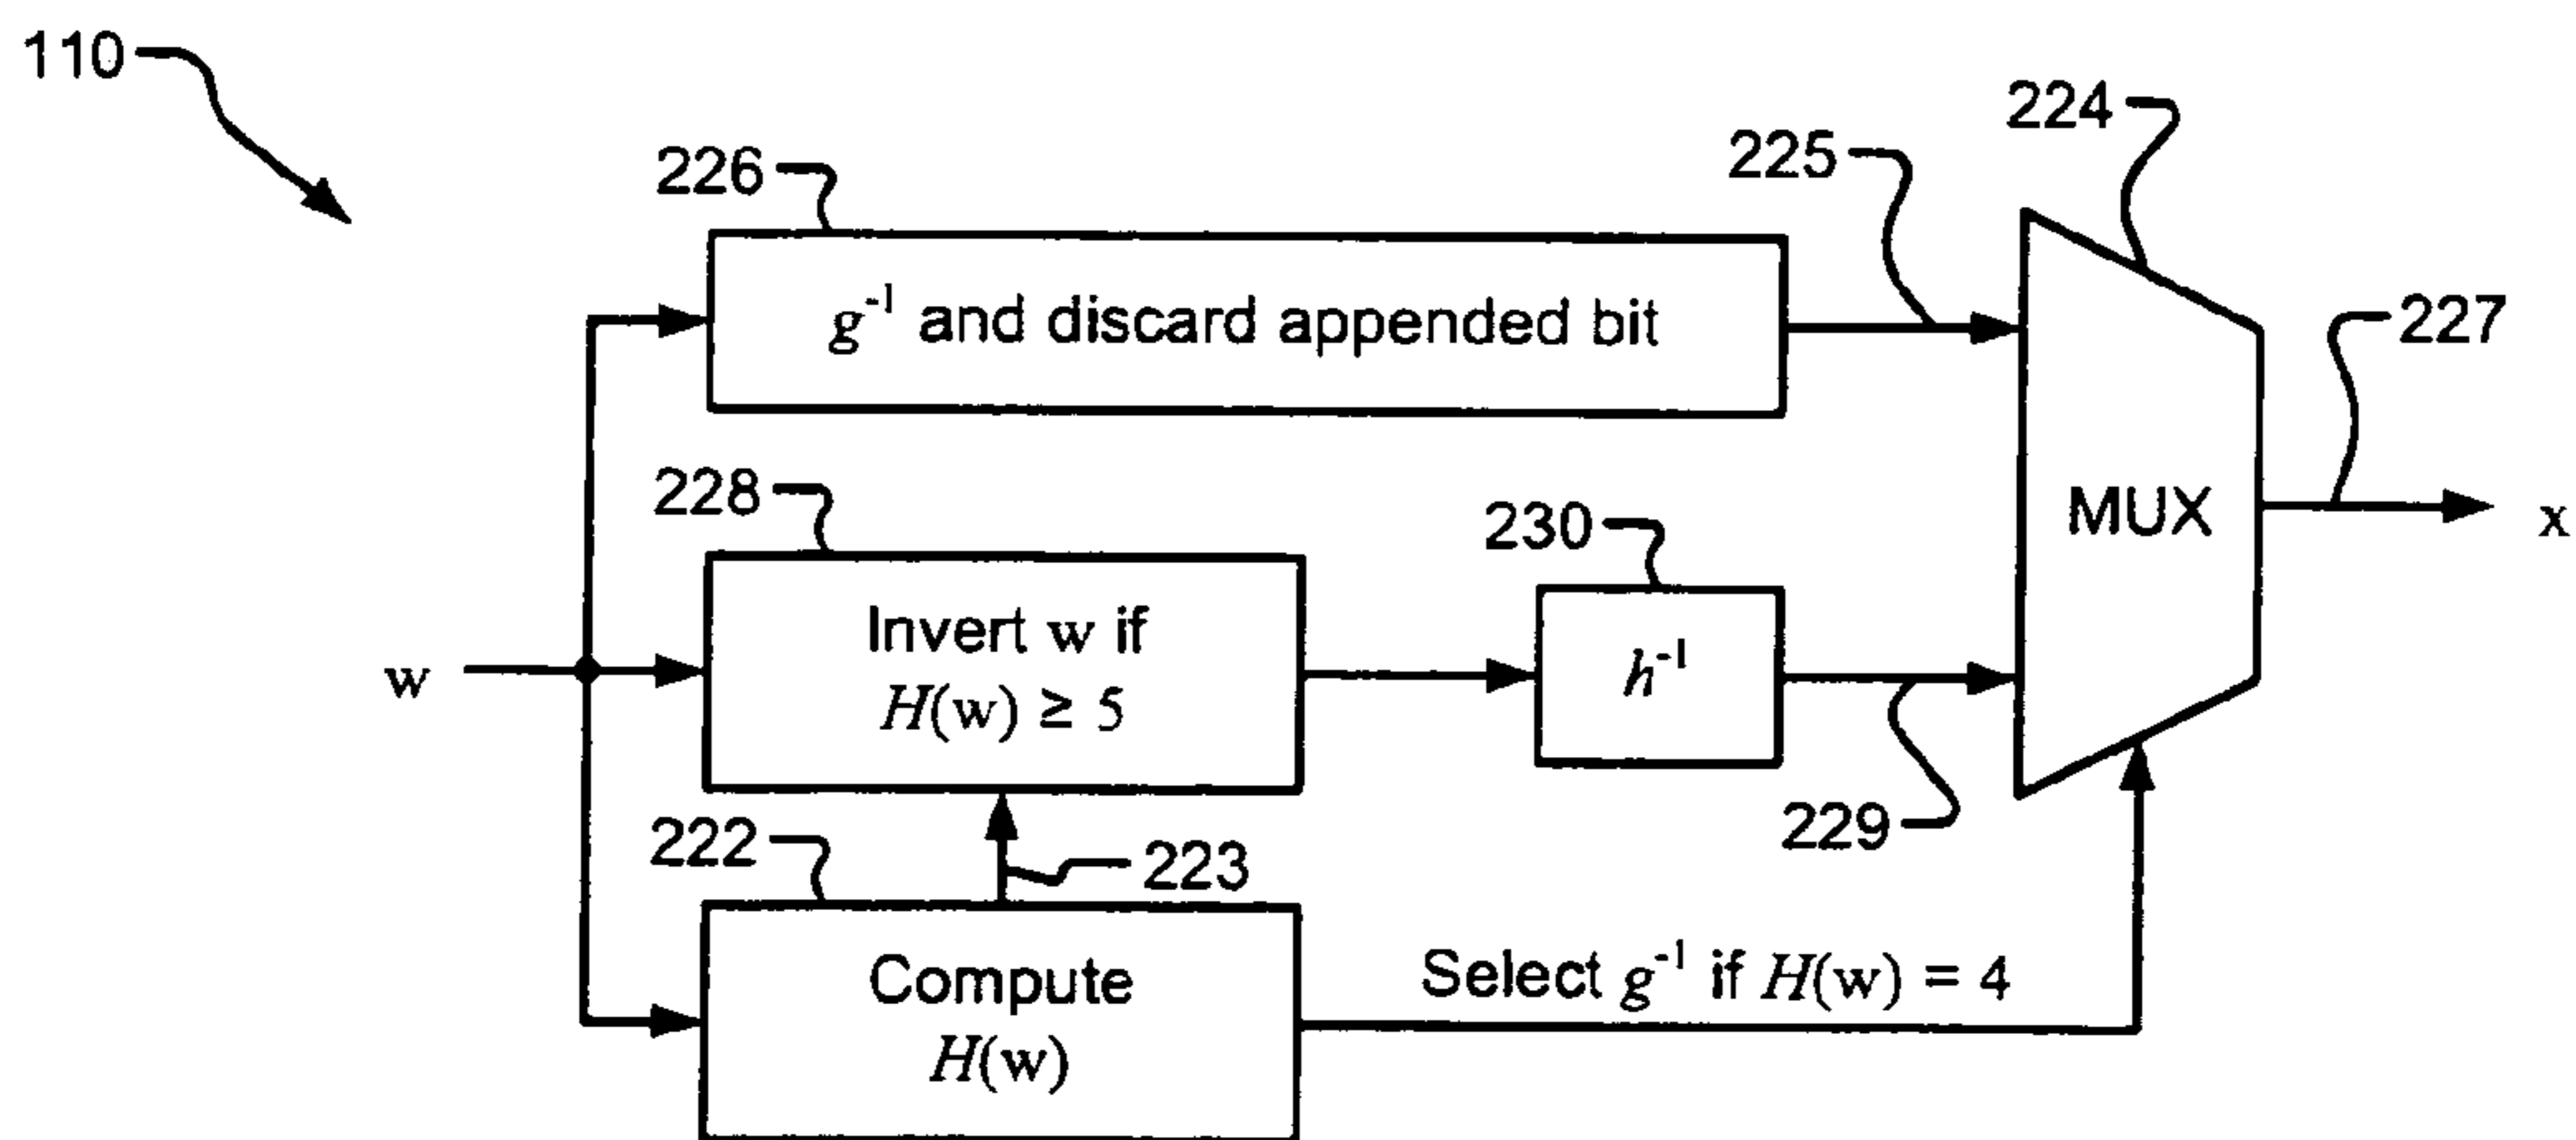 110
224
225
226
227
g⁻¹ and discard appended bit
228
230
MUX
x
Invert w if
H(w) ≥ 5
h⁻¹
w
229
222
223
Compute
H(w)
Select g⁻¹ if H(w) = 4